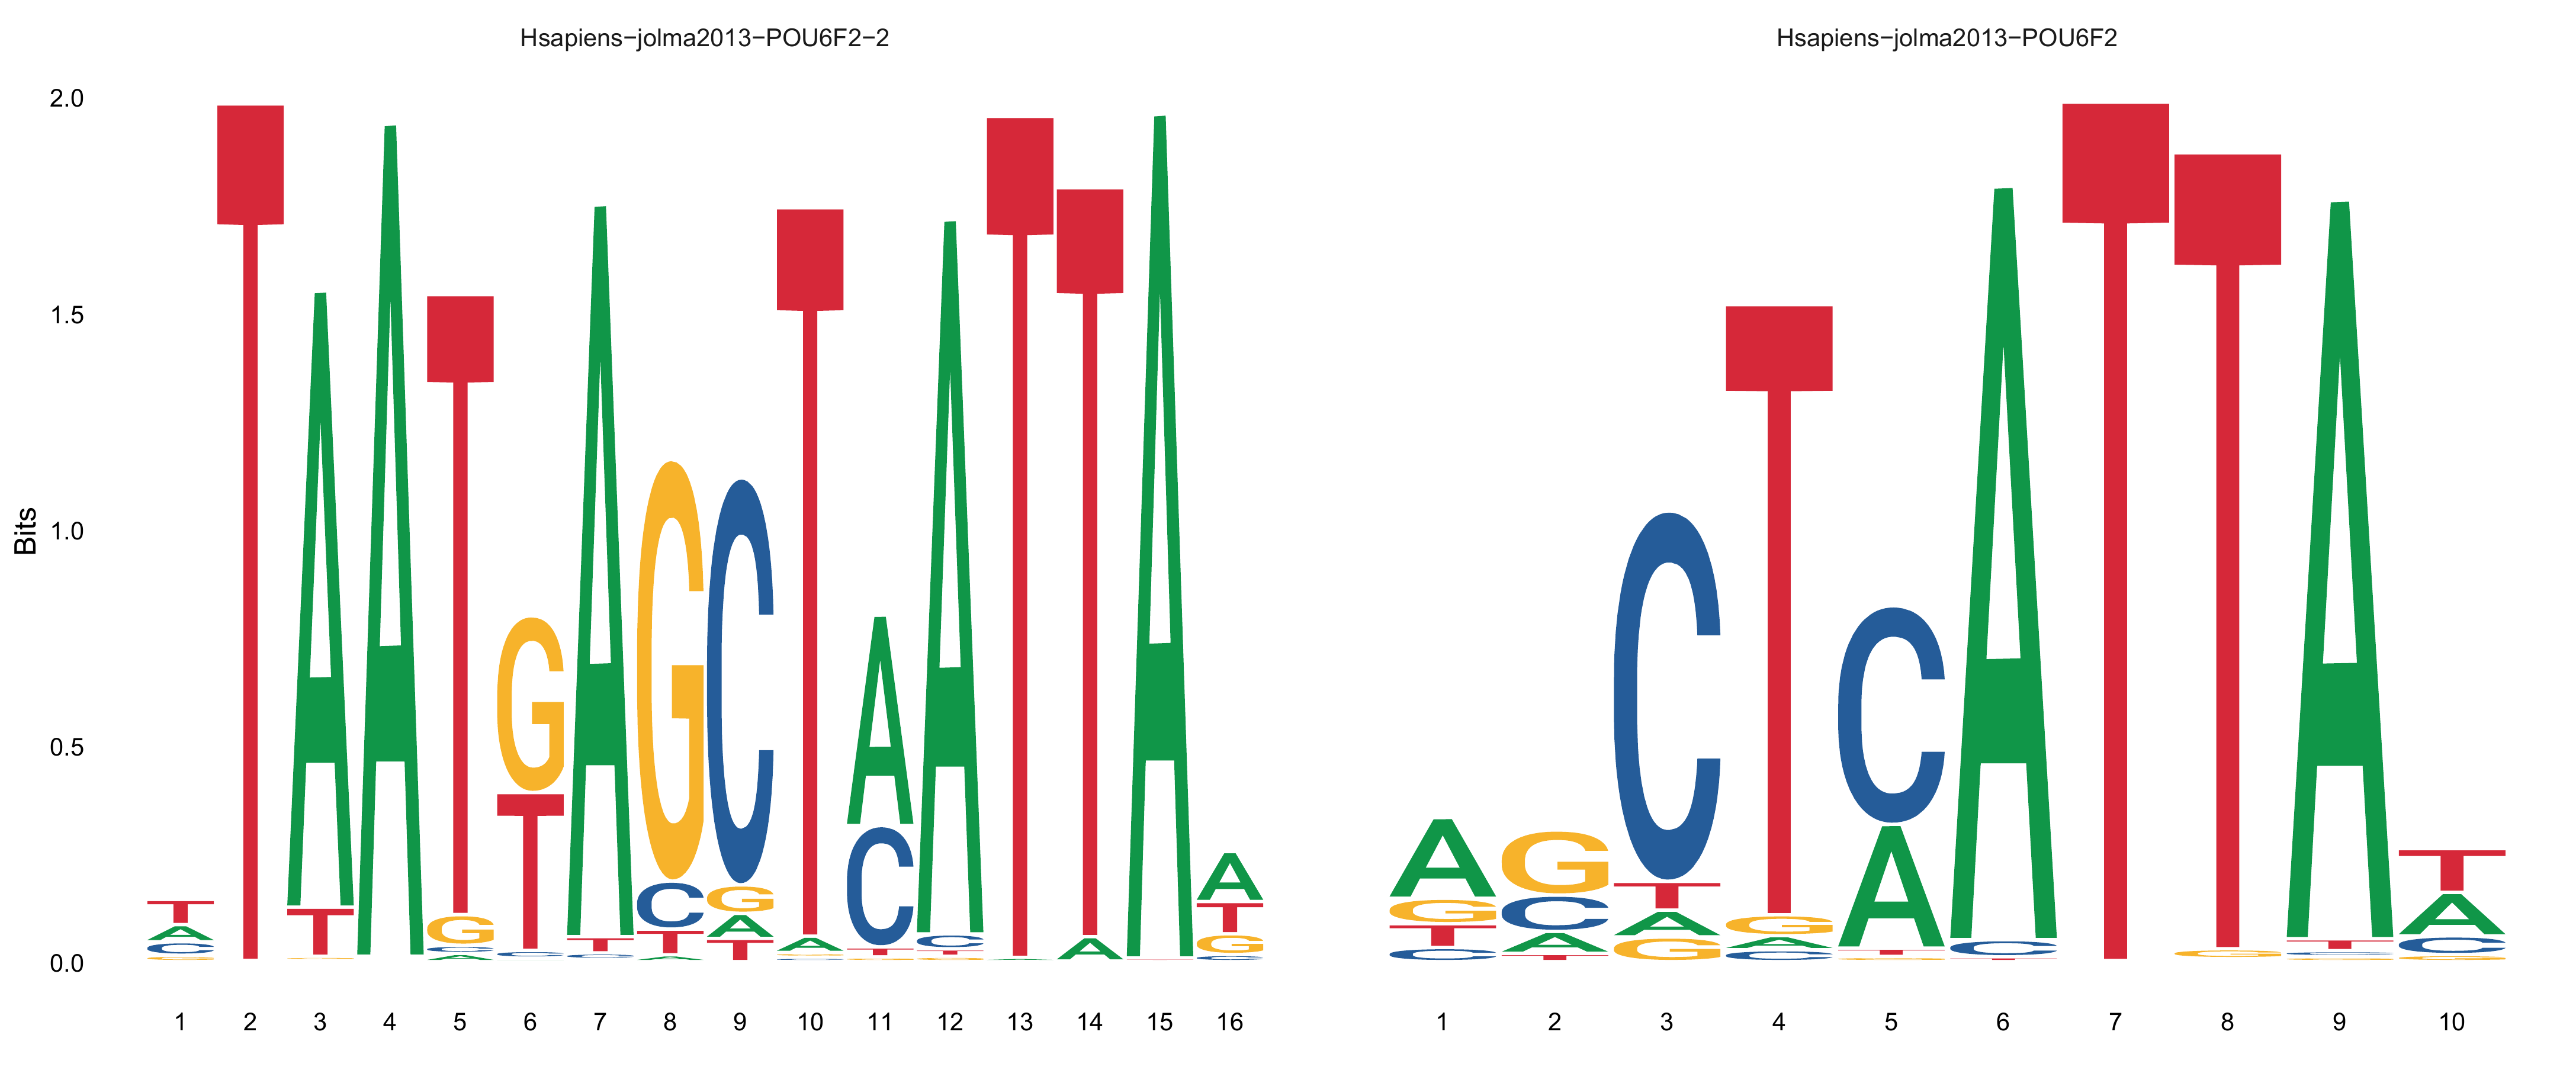 Hsapiens−jolma2013−POU6F2−2
Hsapiens−jolma2013−POU6F2
Bits
2.0
1.5
1.0
0.5
0.0
T A C G
T
A T G
A
T G C A
G T C
A T C
G C T A
C G A T
T A G C
A C T G
A C T G
T A
T A
A
A T G C
1 2 3 4 5 6 7 8 9 10 11 12 13 14 15 16
A G T C
G C A T
C T A G
T G A C
C A T G
A C T
T
T G
A T C G
T A C G
1 2 3 4 5 6 7 8 9 10